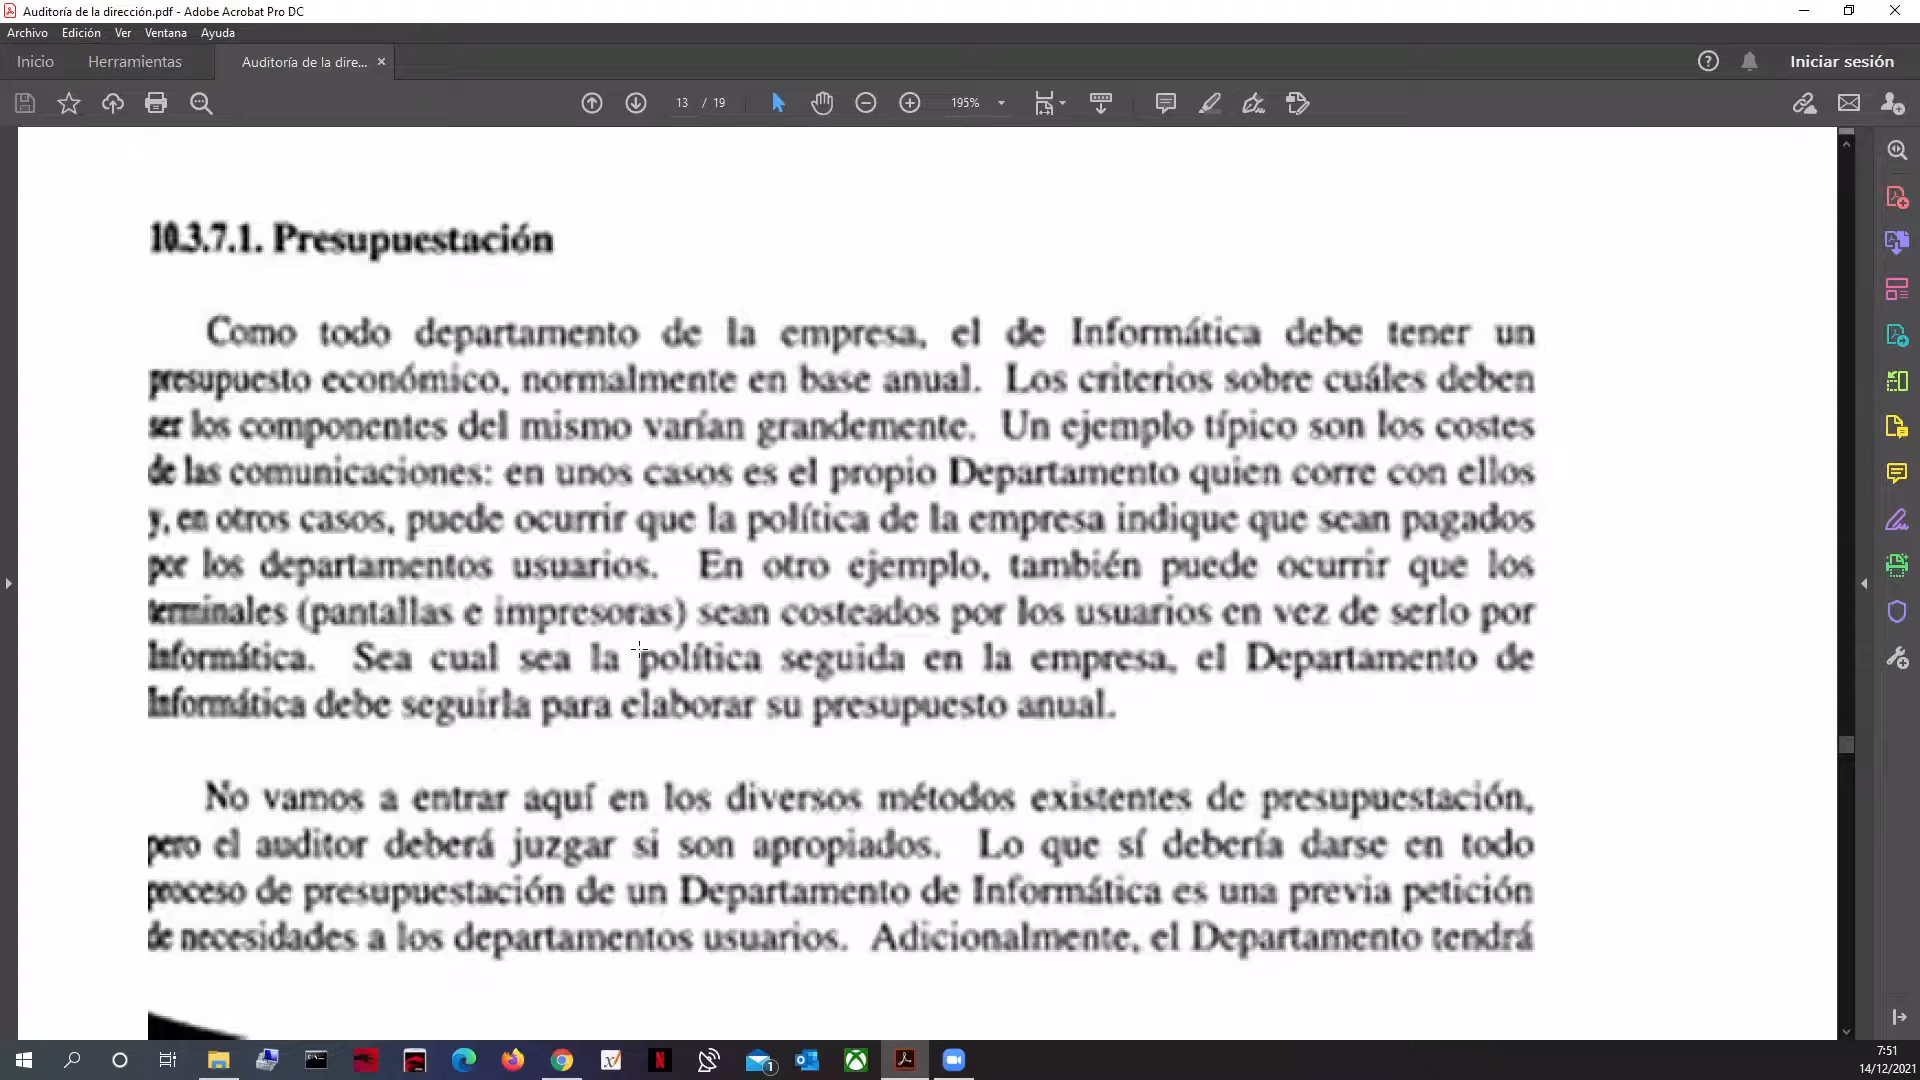 Auditoría de la dirección.pdf - Adobe Acrobat Pro DC
Archivo Edición Ver Ventana Ayuda
Inicio Herramientas Auditoría de la dire... × Iniciar sesión
13 / 19 195%
10.3.7.1. Presupuestación
Como todo departamento de la empresa, el de Informática debe tener un
presupuesto económico, normalmente en base anual. Los criterios sobre cuáles deben
ser los componentes del mismo varían grandemente. Un ejemplo típico son los costes
de las comunicaciones: en unos casos es el propio Departamento quien corre con ellos
y, en otros casos, puede ocurrir que la política de la empresa indique que sean pagados
por los departamentos usuarios. En otro ejemplo, también puede ocurrir que los
terminales (pantallas e impresoras) sean costeados por los usuarios en vez de serlo por
Informática. Sea cual sea la política seguida en la empresa, el Departamento de
Informática debe seguirla para elaborar su presupuesto anual.
No vamos a entrar aquí en los diversos métodos existentes de presupuestación,
pero el auditor deberá juzgar si son apropiados. Lo que sí debería darse en todo
proceso de presupuestación de un Departamento de Informática es una previa petición
de necesidades a los departamentos usuarios. Adicionalmente, el Departamento tendrá
7:51
14/12/2021